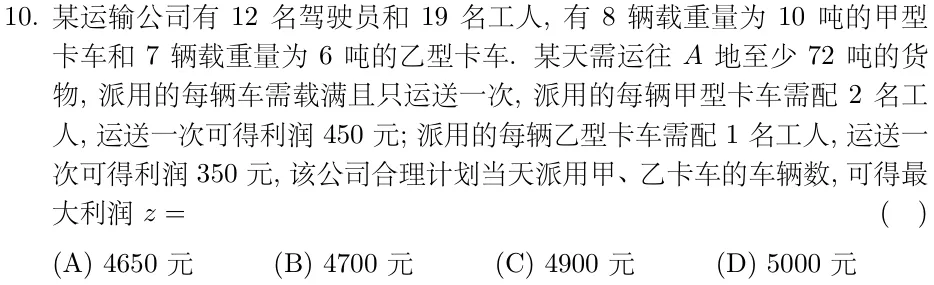 10. 某运输公司有 12 名驾驶员和 19 名工人, 有 8 辆载重量为 10 吨的甲型
卡车和 7 辆载重量为 6 吨的乙型卡车. 某天需运往 A 地至少 72 吨的货
物, 派用的每辆车需载满且只运送一次, 派用的每辆甲型卡车需配 2 名工
人, 运送一次可得利润 450 元; 派用的每辆乙型卡车需配 1 名工人, 运送一
次可得利润 350 元, 该公司合理计划当天派用甲、乙卡车的车辆数, 可得最
大利润 z = ( )
(A) 4650 元 (B) 4700 元 (C) 4900 元 (D) 5000 元